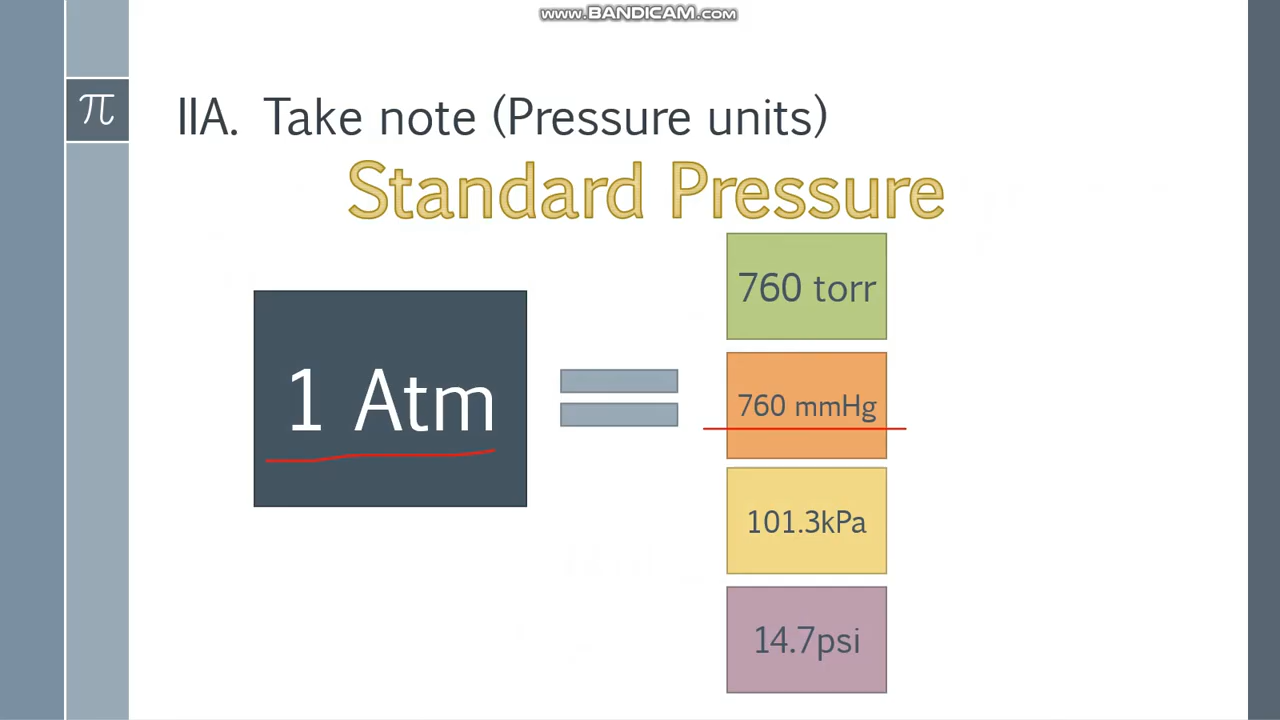 www.BANDICAM.com
π
IIA. Take note (Pressure units)
Standard Pressure
760 torr
1 Atm
760 mmHg
101.3kPa
14.7psi